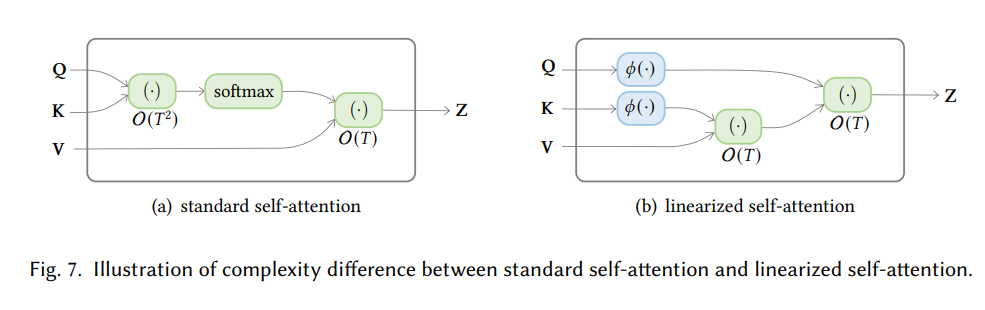 Q
K
V
(·)
O(T²)
softmax
(·)
O(T)
Z
(a) standard self-attention
Q
K
V
ϕ(·)
ϕ(·)
(·)
O(T)
(·)
O(T)
Z
(b) linearized self-attention
Fig. 7. Illustration of complexity difference between standard self-attention and linearized self-attention.